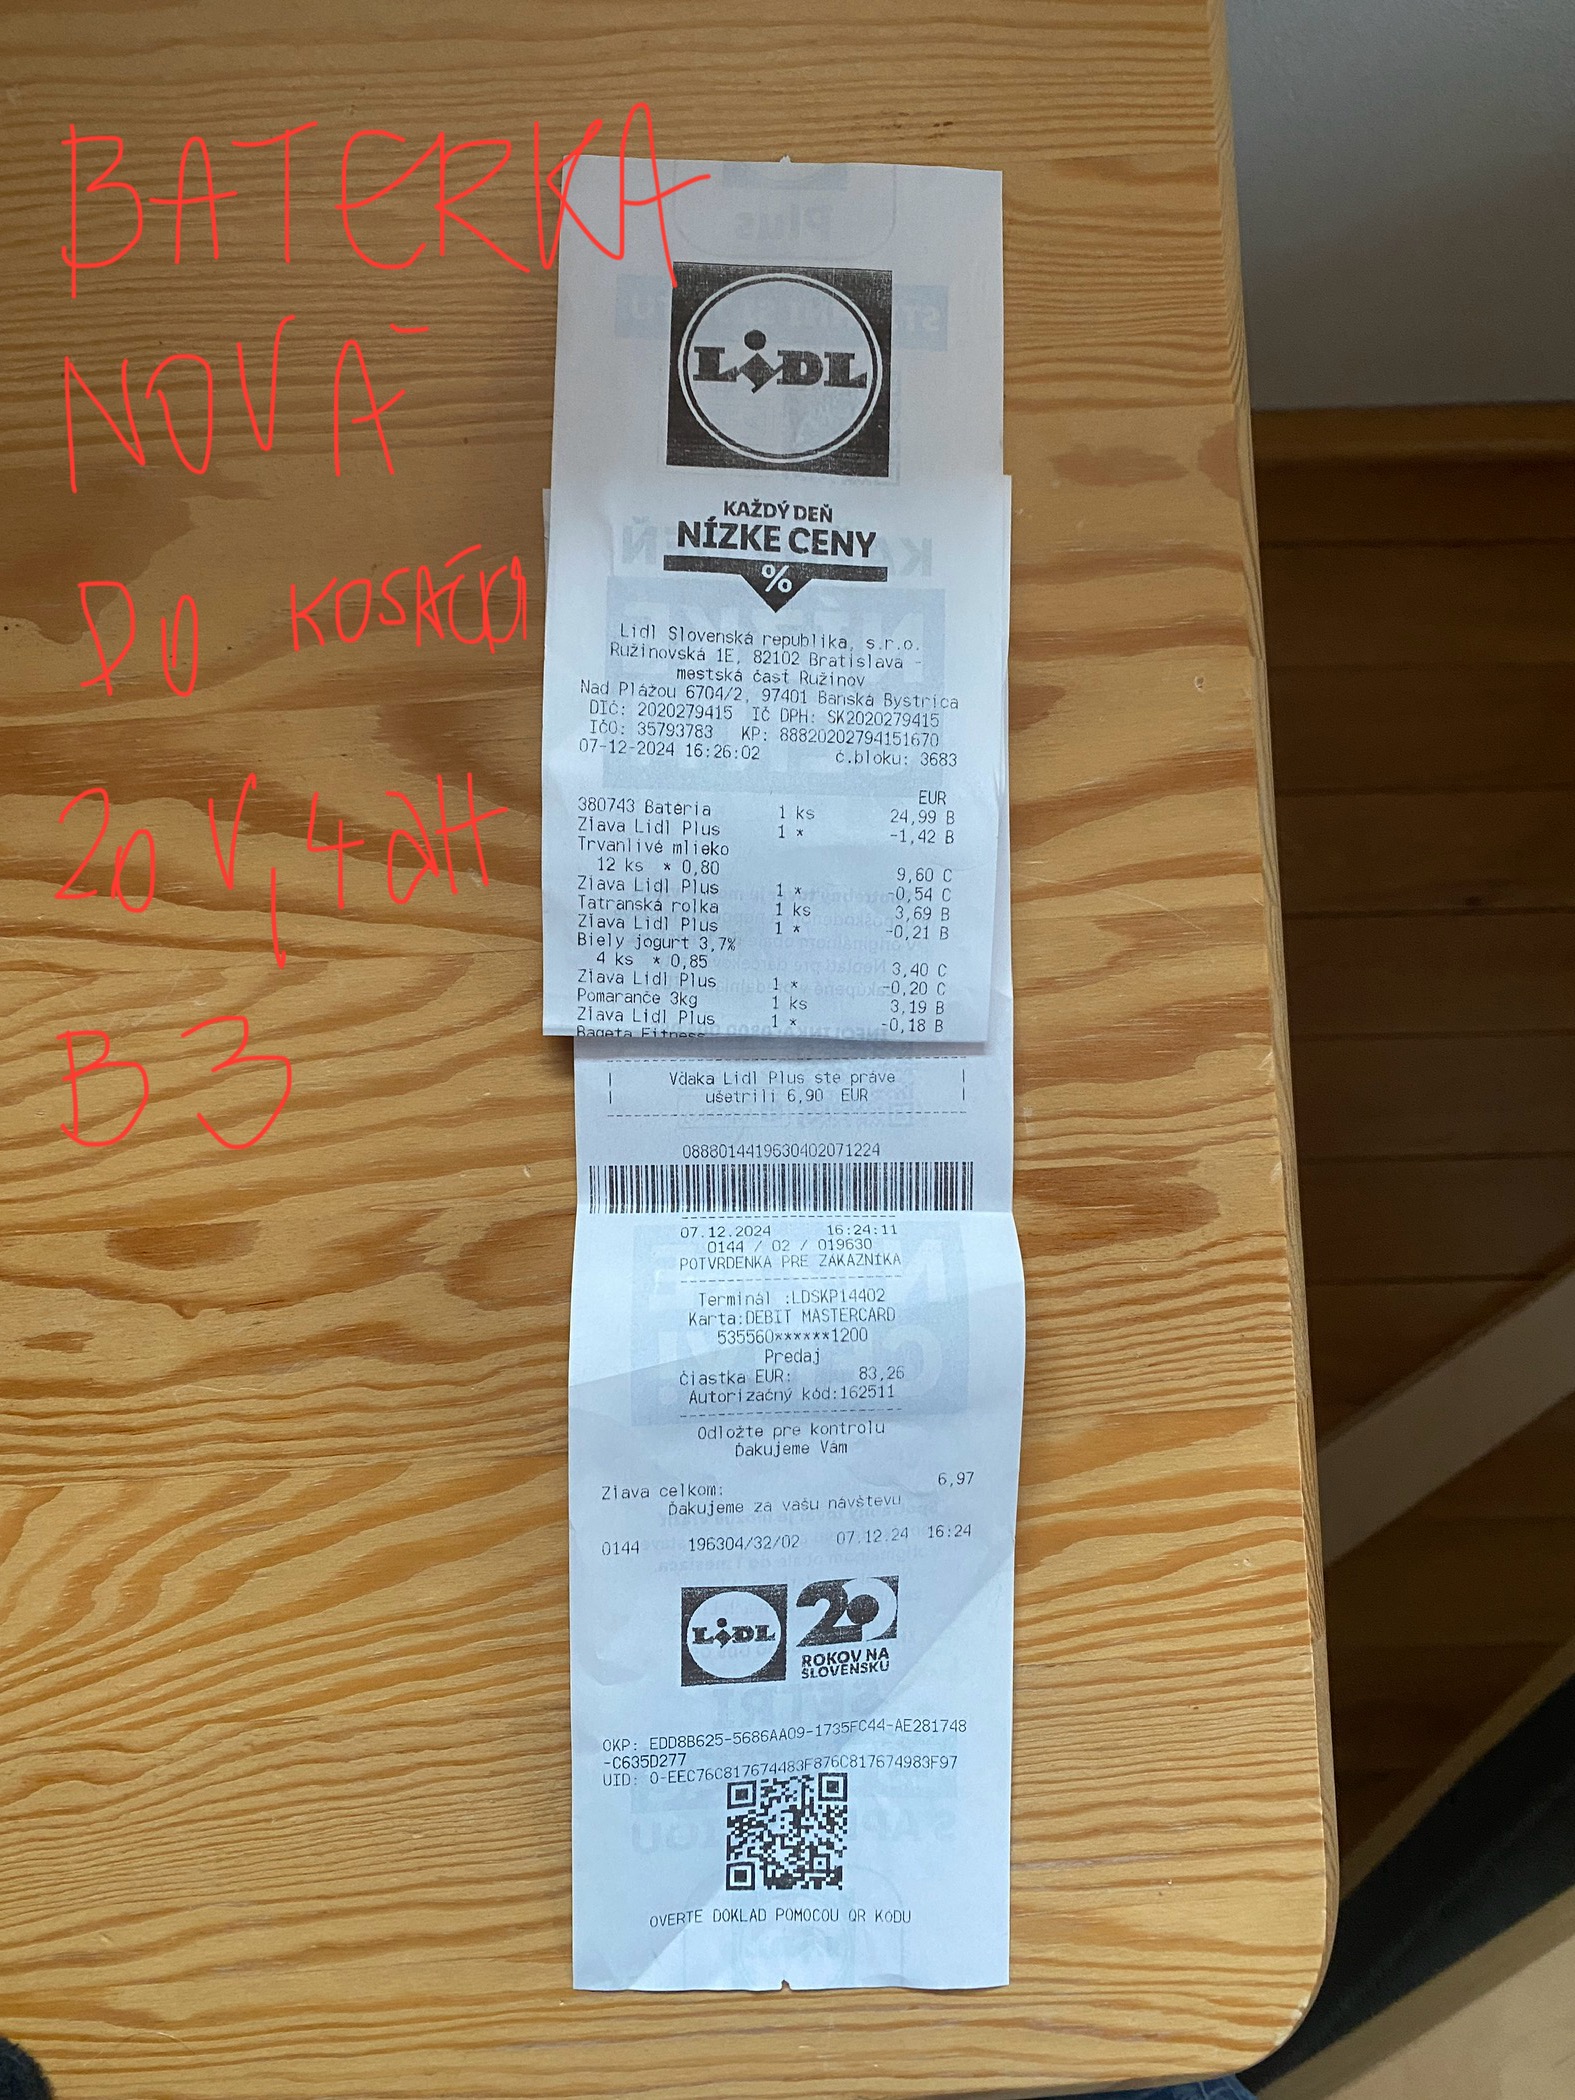 BATERKA
NOVÁ
DO KOSAČKY
20 V, 4 AH
B 3
LIDL
KAŽDÝ DEŇ
NÍZKE CENY
%
Lidl Slovenská republika, s.r.o.
Ružinovská 1E, 82102 Bratislava -
mestská časť Ružinov
Nad Plážou 6704/2, 97401 Banská Bystrica
DIČ: 2020279415 IČ DPH: SK2020279415
IČO: 35793783 KP: 88820202794151670
07-12-2024 16:26:02 č.bloku: 3683
EUR
380743 Batéria 1 ks 24,99 B
Zľava Lidl Plus 1 * -1,42 B
Trvanlivé mlieko
12 ks * 0,80 9,60 C
Zľava Lidl Plus 1 * -0,54 C
Tatranská rolka 1 ks 3,69 B
Zľava Lidl Plus 1 * -0,21 B
Biely jogurt 3,7%
4 ks * 0,85 3,40 C
Zľava Lidl Plus 1 * -0,20 C
Pomaranče 3kg 1 ks 3,19 B
Zľava Lidl Plus 1 * -0,18 B
Bageta Fitness
Vďaka Lidl Plus ste práve
ušetrili 6,90 EUR
0888014419630402071224
07.12.2024 16:24:11
0144 / 02 / 019630
POTVRDENKA PRE ZÁKAZNÍKA
Terminál :LDSKP14402
Karta:DEBIT MASTERCARD
535560******1200
Predaj
čiastka EUR: 83,26
Autorizačný kód:162511
Odložte pre kontrolu
Ďakujeme Vám
Zľava celkom: 6,97
Ďakujeme za vašu návštevu
0144 196304/32/02 07.12.24 16:24
LIDL 20
ROKOV NA
SLOVENSKU
OKP: EDD8B625-5686AA09-1735FC44-AE281748
-C635D277
UID: O-EEC76C817674483F876C817674983F97
OVERTE DOKLAD POMOCOU QR KÓDU